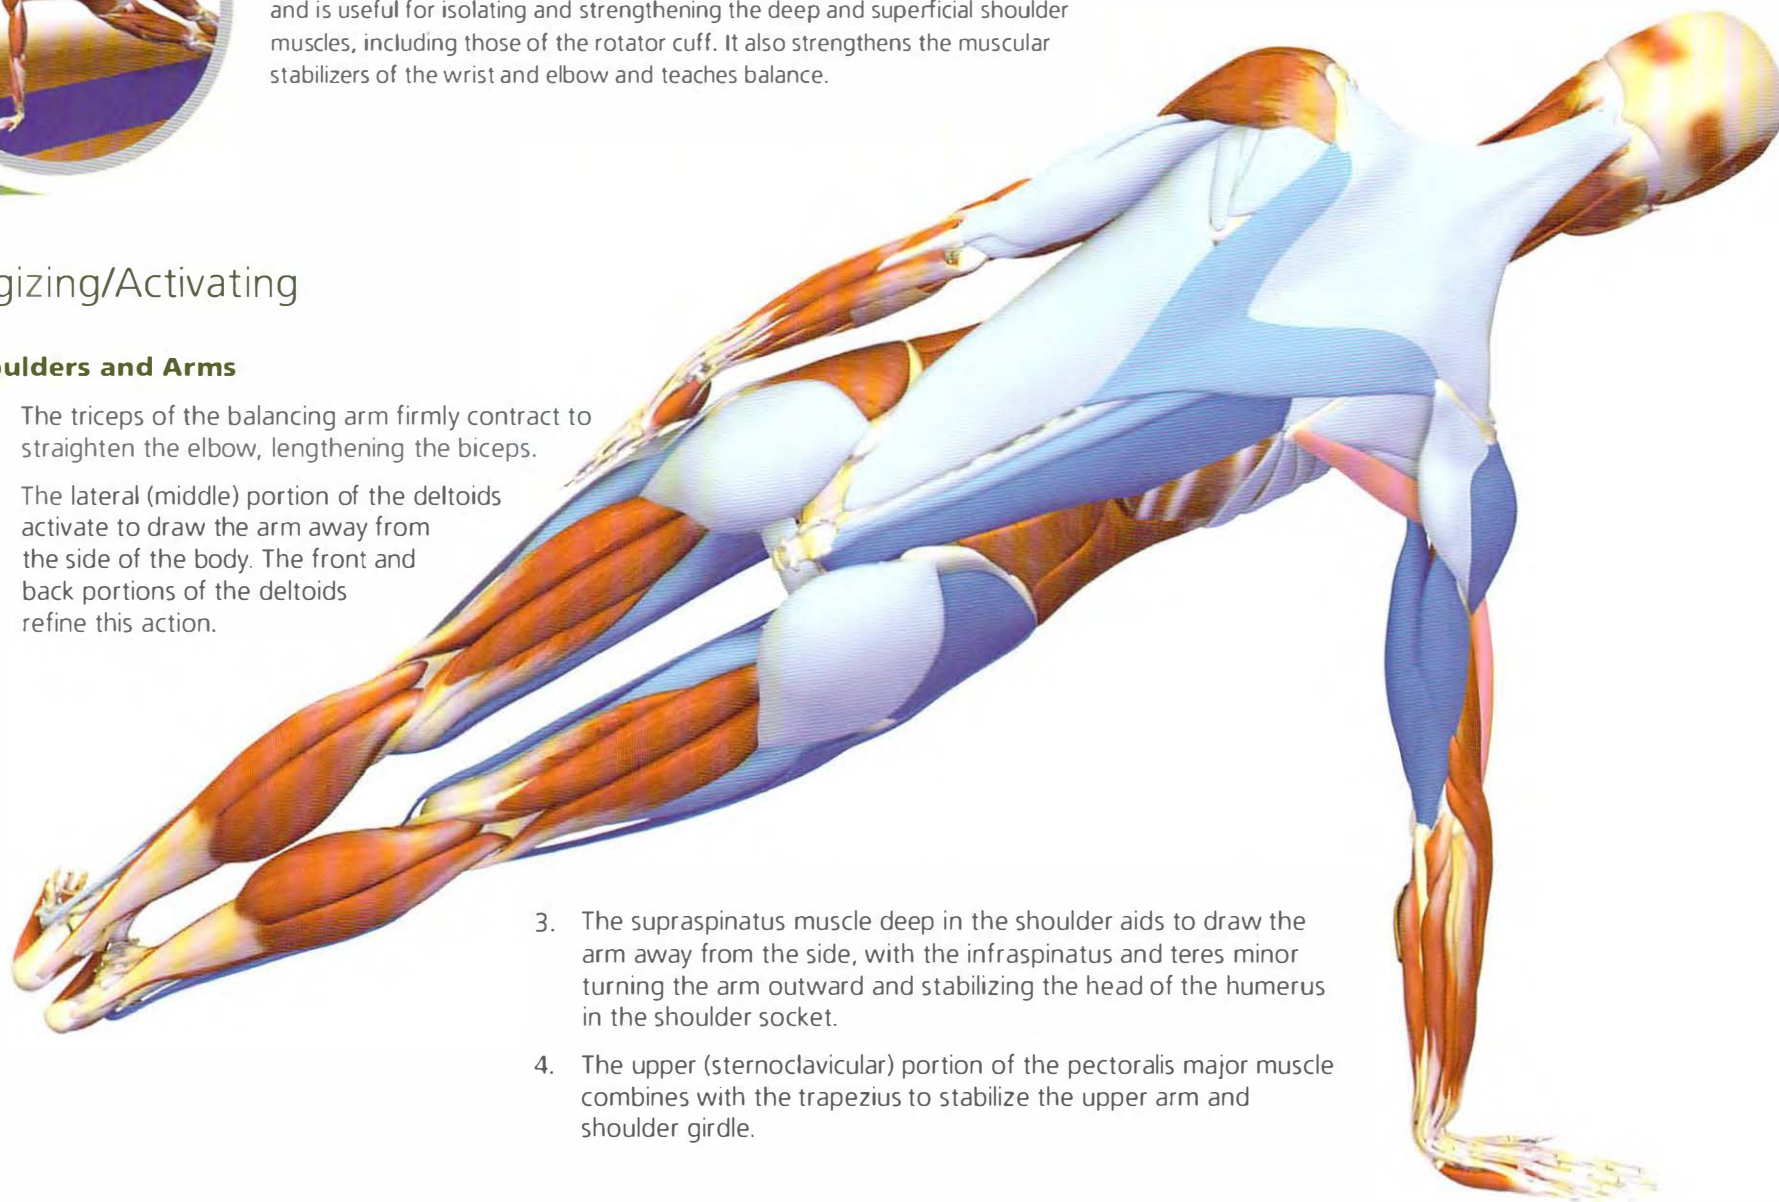 and is useful for isolating and strengthening the deep and superficial shoulder
muscles, including those of the rotator cuff. It also strengthens the muscular
stabilizers of the wrist and elbow and teaches balance.
gizing/Activating
oulders and Arms
The triceps of the balancing arm firmly contract to
straighten the elbow, lengthening the biceps.
The lateral (middle) portion of the deltoids
activate to draw the arm away from
the side of the body. The front and
back portions of the deltoids
refine this action.
3. The supraspinatus muscle deep in the shoulder aids to draw the
arm away from the side, with the infraspinatus and teres minor
turning the arm outward and stabilizing the head of the humerus
in the shoulder socket.
4. The upper (sternoclavicular) portion of the pectoralis major muscle
combines with the trapezius to stabilize the upper arm and
shoulder girdle.